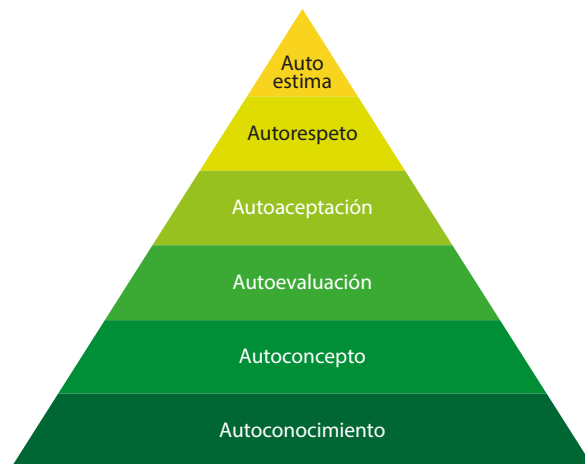 Auto
estima
Autorespeto
Autoaceptación
Autoevaluación
Autoconcepto
Autoconocimiento